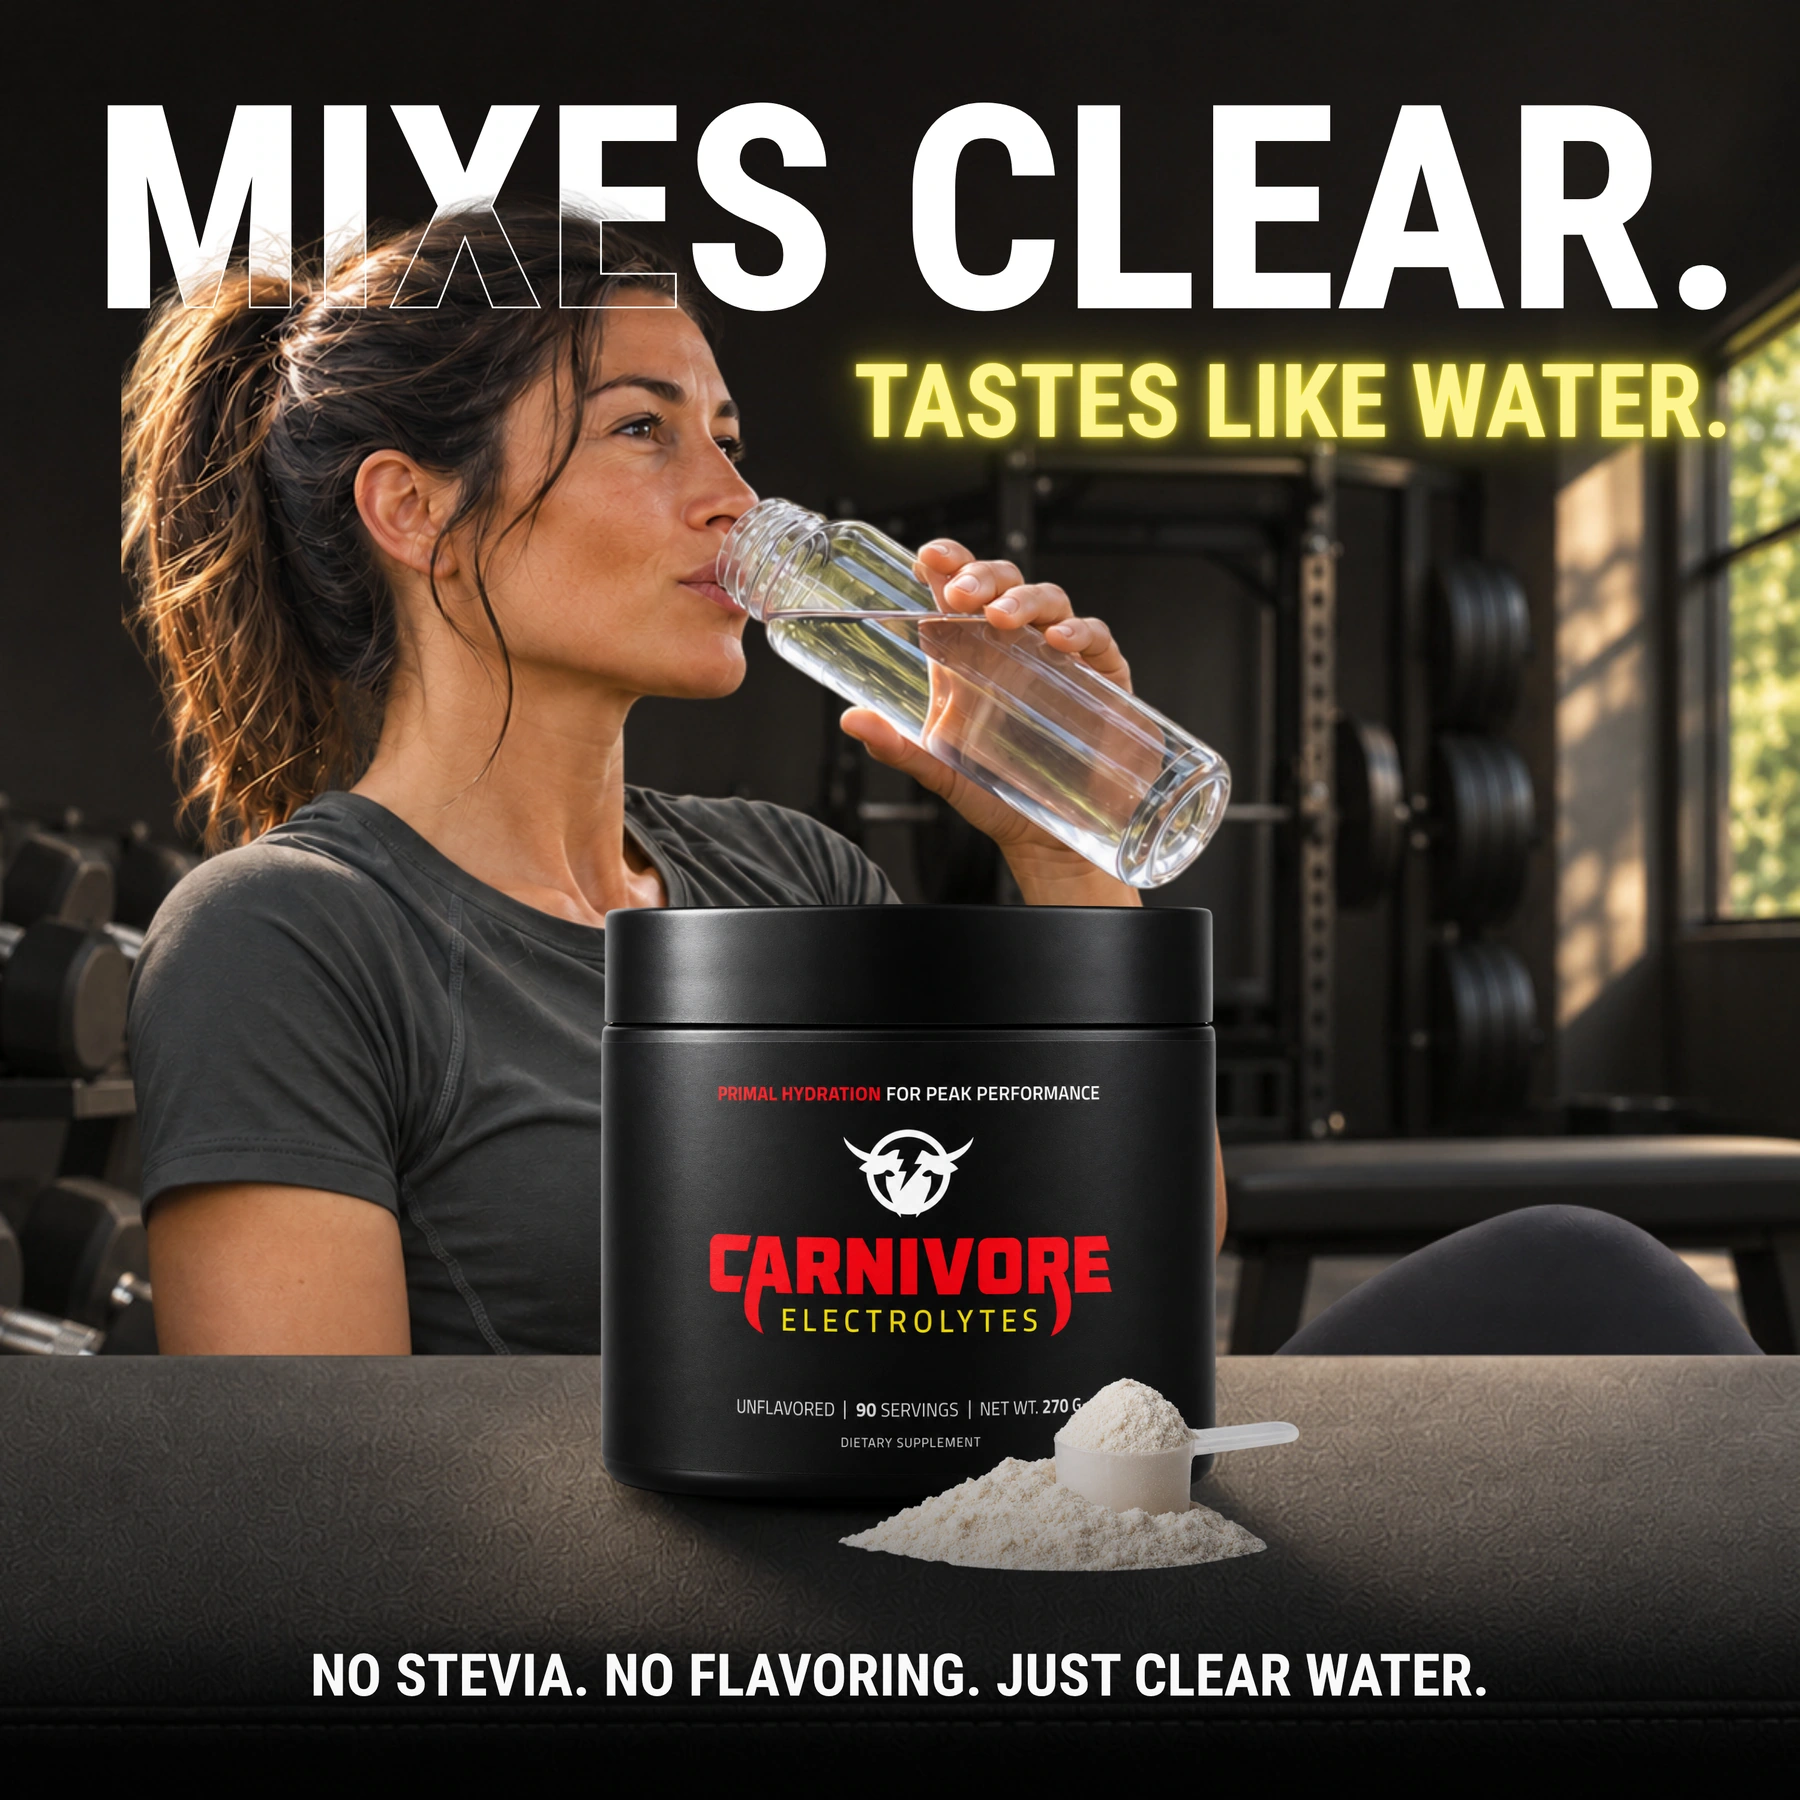 MIXES CLEAR.
TASTES LIKE WATER.
PRIMAL HYDRATION FOR PEAK PERFORMANCE
CARNIVORE
ELECTROLYTES
UNFLAVORED | 90 SERVINGS | NET WT. 270 G
DIETARY SUPPLEMENT
NO STEVIA. NO FLAVORING. JUST CLEAR WATER.